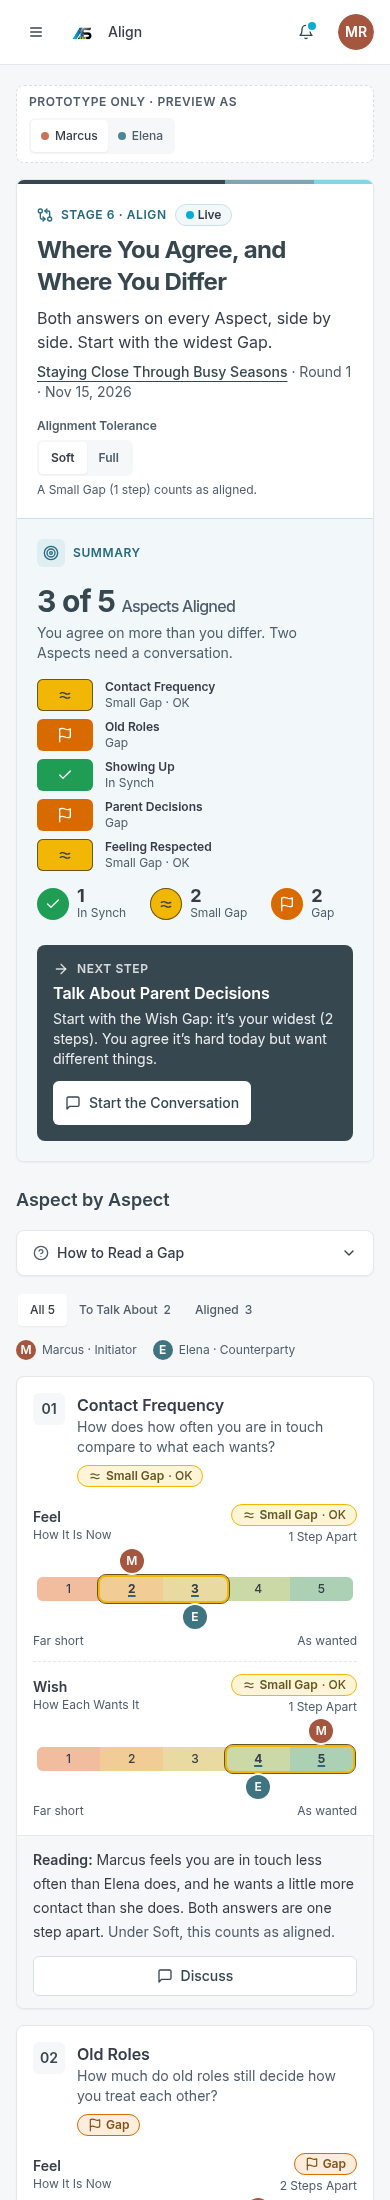 Align
MR
PROTOTYPE ONLY · PREVIEW AS
Marcus
Elena
STAGE 6 · ALIGN
Live
Where You Agree, and
Where You Differ
Both answers on every Aspect, side by
side. Start with the widest Gap.
Staying Close Through Busy Seasons · Round 1
· Nov 15, 2026
Alignment Tolerance
Soft
Full
A Small Gap (1 step) counts as aligned.
SUMMARY
3 of 5 Aspects Aligned
You agree on more than you differ. Two
Aspects need a conversation.
Contact Frequency
Small Gap · OK
Old Roles
Gap
Showing Up
In Synch
Parent Decisions
Gap
Feeling Respected
Small Gap · OK
1
In Synch
2
Small Gap
2
Gap
NEXT STEP
Talk About Parent Decisions
Start with the Wish Gap: it's your widest (2
steps). You agree it's hard today but want
different things.
Start the Conversation
Aspect by Aspect
How to Read a Gap
All 5
To Talk About 2
Aligned 3
M Marcus · Initiator
E Elena · Counterparty
01
Contact Frequency
How does how often you are in touch
compare to what each wants?
Small Gap · OK
Feel
How It Is Now
Small Gap · OK
1 Step Apart
M
1 2 3 4 5
E
Far short
As wanted
Wish
How Each Wants It
Small Gap · OK
1 Step Apart
M
1 2 3 4 5
E
Far short
As wanted
Reading: Marcus feels you are in touch less
often than Elena does, and he wants a little more
contact than she does. Both answers are one
step apart. Under Soft, this counts as aligned.
Discuss
02
Old Roles
How much do old roles still decide how
you treat each other?
Gap
Feel
How It Is Now
Gap
2 Steps Apart